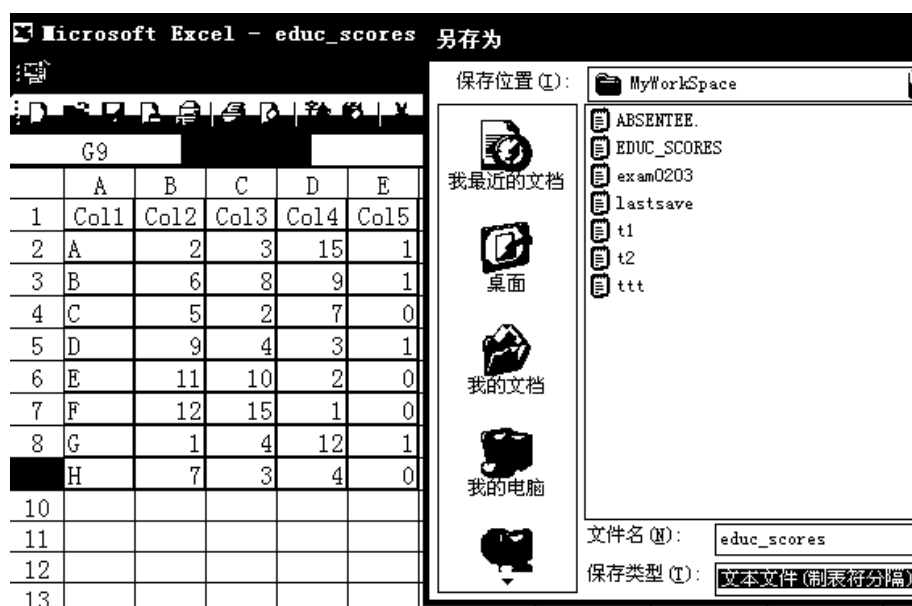 Microsoft Excel - educ_scores
G9
A B C D E
1 Col1 Col2 Col3 Col4 Col5
2 A 2 3 15 1
3 B 6 8 9 1
4 C 5 2 7 0
5 D 9 4 3 1
6 E 11 10 2 0
7 F 12 15 1 0
8 G 1 4 12 1
H 7 3 4 0
10
11
12
13
另存为
保存位置(I): MyWorkSpace
我最近的文档
桌面
我的文档
我的电脑
ABSENTEE.
EDUC_SCORES
exam0203
lastsave
t1
t2
ttt
文件名(N): educ_scores
保存类型(T): 文本文件(制表符分隔)